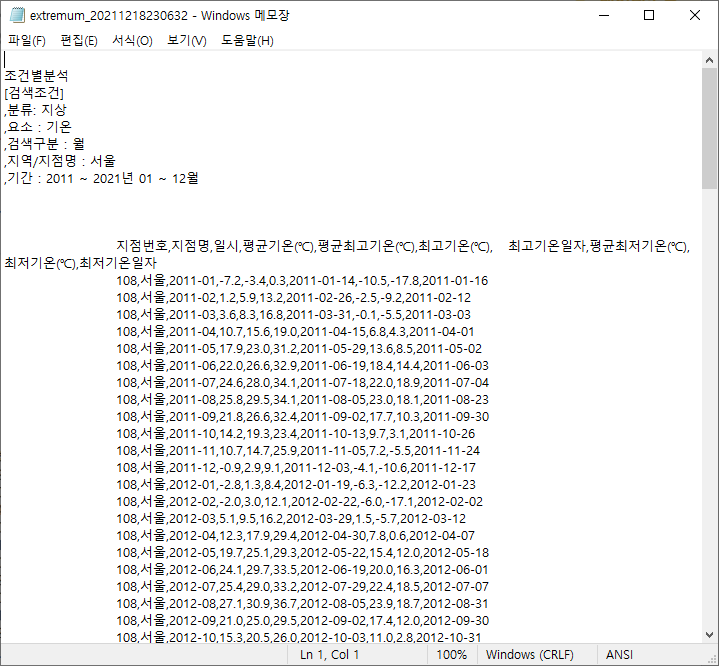 extremum_20211218230632 - Windows 메모장
파일(F) 편집(E) 서식(O) 보기(V) 도움말(H)
조건별분석
[검색조건]
,분류: 지상
,요소 : 기온
,검색구분 : 월
,지역/지점명 : 서울
,기간 : 2011 ~ 2021년 01 ~ 12월
지점번호,지점명,일시,평균기온(℃),평균최고기온(℃),최고기온(℃), 최고기온일자,평균최저기온(℃),
최저기온(℃),최저기온일자
108,서울,2011-01,-7.2,-3.4,0.3,2011-01-14,-10.5,-17.8,2011-01-16
108,서울,2011-02,1.2,5.9,13.2,2011-02-26,-2.5,-9.2,2011-02-12
108,서울,2011-03,3.6,8.3,16.8,2011-03-31,-0.1,-5.5,2011-03-03
108,서울,2011-04,10.7,15.6,19.0,2011-04-15,6.8,4.3,2011-04-01
108,서울,2011-05,17.9,23.0,31.2,2011-05-29,13.6,8.5,2011-05-02
108,서울,2011-06,22.0,26.6,32.9,2011-06-19,18.4,14.4,2011-06-03
108,서울,2011-07,24.6,28.0,34.1,2011-07-18,22.0,18.9,2011-07-04
108,서울,2011-08,25.8,29.5,34.1,2011-08-05,23.0,18.1,2011-08-23
108,서울,2011-09,21.8,26.6,32.4,2011-09-02,17.7,10.3,2011-09-30
108,서울,2011-10,14.2,19.3,23.4,2011-10-13,9.7,3.1,2011-10-26
108,서울,2011-11,10.7,14.7,25.9,2011-11-05,7.2,-5.5,2011-11-24
108,서울,2011-12,-0.9,2.9,9.1,2011-12-03,-4.1,-10.6,2011-12-17
108,서울,2012-01,-2.8,1.3,8.4,2012-01-19,-6.3,-12.2,2012-01-23
108,서울,2012-02,-2.0,3.0,12.1,2012-02-22,-6.0,-17.1,2012-02-02
108,서울,2012-03,5.1,9.5,16.2,2012-03-29,1.5,-5.7,2012-03-12
108,서울,2012-04,12.3,17.9,29.4,2012-04-30,7.8,0.6,2012-04-07
108,서울,2012-05,19.7,25.1,29.3,2012-05-22,15.4,12.0,2012-05-18
108,서울,2012-06,24.1,29.7,33.5,2012-06-19,20.0,16.3,2012-06-01
108,서울,2012-07,25.4,29.0,33.2,2012-07-29,22.4,18.5,2012-07-07
108,서울,2012-08,27.1,30.9,36.7,2012-08-05,23.9,18.7,2012-08-31
108,서울,2012-09,21.0,25.0,29.5,2012-09-02,17.4,12.0,2012-09-30
108,서울,2012-10,15.3,20.5,26.0,2012-10-03,11.0,2.8,2012-10-31
Ln 1, Col 1 100% Windows (CRLF) ANSI